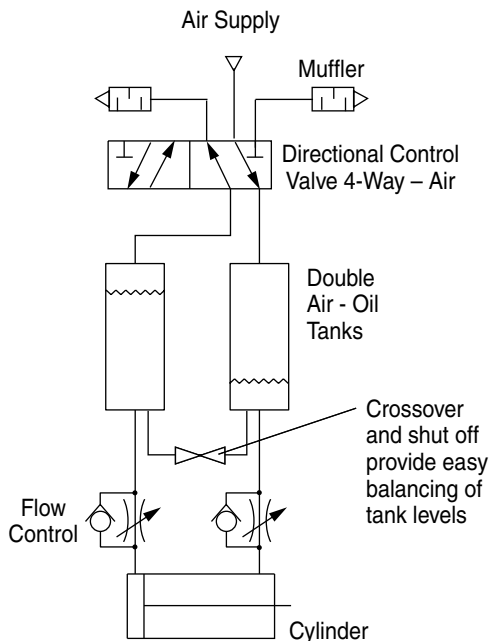 Air Supply
Muffler
Directional Control
Valve 4-Way – Air
Double
Air - Oil
Tanks
Crossover
and shut off
provide easy
balancing of
tank levels
Flow
Control
Cylinder